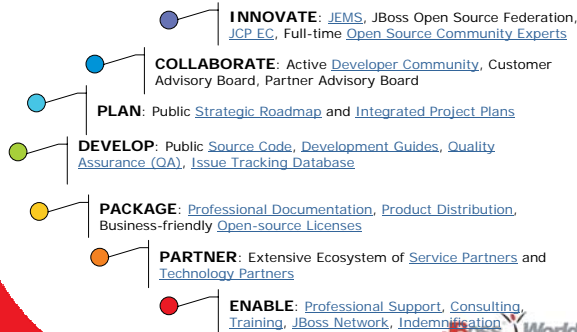 INNOVATE: JEMS, JBoss Open Source Federation,
JCP EC, Full-time Open Source Community Experts
COLLABORATE: Active Developer Community, Customer
Advisory Board, Partner Advisory Board
PLAN: Public Strategic Roadmap and Integrated Project Plans
DEVELOP: Public Source Code, Development Guides, Quality
Assurance (QA), Issue Tracking Database
PACKAGE: Professional Documentation, Product Distribution,
Business-friendly Open-source Licenses
PARTNER: Extensive Ecosystem of Service Partners and
Technology Partners
ENABLE: Professional Support, Consulting,
Training, JBoss Network, Indemnification
JBoss World